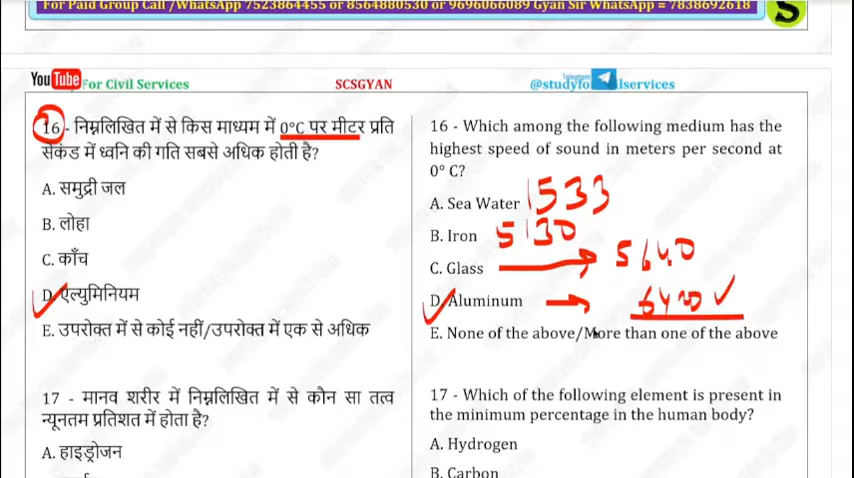 For Paid Group Call /WhatsApp 7523864455 or 8564880530 or 9696066089 Gyan Sir WhatsApp = 7838692618
S
YouTube For Civil Services
SCSGYAN
Telegram
@studyfo lservices
16 - निम्नलिखित में से किस माध्यम में 0°C पर मीटर प्रति
सेकंड में ध्वनि की गति सबसे अधिक होती है?
A. समुद्री जल
B. लोहा
C. काँच
D. एल्युमिनियम
E. उपरोक्त में से कोई नहीं/उपरोक्त में एक से अधिक
17 - मानव शरीर में निम्नलिखित में से कौन सा तत्व
न्यूनतम प्रतिशत में होता है?
A. हाइड्रोजन
16 - Which among the following medium has the
highest speed of sound in meters per second at
0° C?
A. Sea Water 1533
B. Iron 5130
C. Glass 5640
D. Aluminum 6420
E. None of the above/More than one of the above
17 - Which of the following element is present in
the minimum percentage in the human body?
A. Hydrogen
B. Carbon